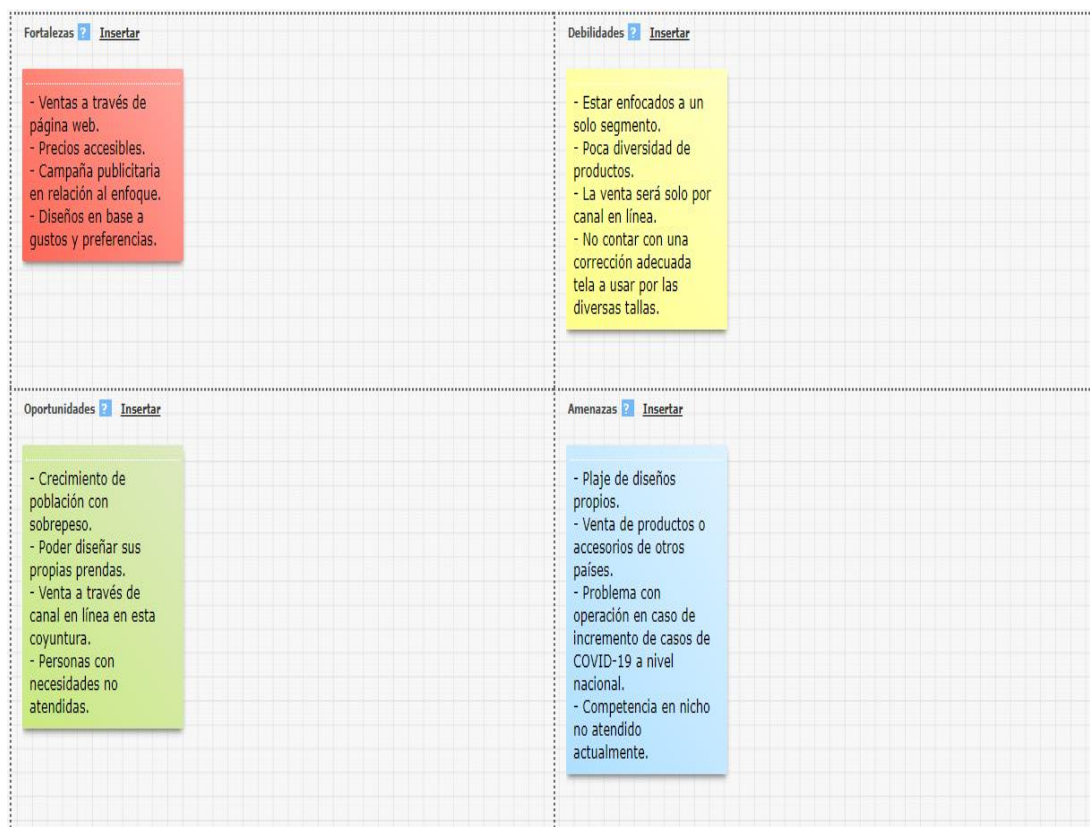 Fortalezas ? Insertar
- Ventas a través de
página web.
- Precios accesibles.
- Campaña publicitaria
en relación al enfoque.
- Diseños en base a
gustos y preferencias.
Debilidades ? Insertar
- Estar enfocados a un
solo segmento.
- Poca diversidad de
productos.
- La venta será solo por
canal en línea.
- No contar con una
corrección adecuada
tela a usar por las
diversas tallas.
Oportunidades ? Insertar
- Crecimiento de
población con
sobrepeso.
- Poder diseñar sus
propias prendas.
- Venta a través de
canal en línea en esta
coyuntura.
- Personas con
necesidades no
atendidas.
Amenazas ? Insertar
- Plaje de diseños
propios.
- Venta de productos o
accesorios de otros
países.
- Problema con
operación en caso de
incremento de casos de
COVID-19 a nivel
nacional.
- Competencia en nicho
no atendido
actualmente.